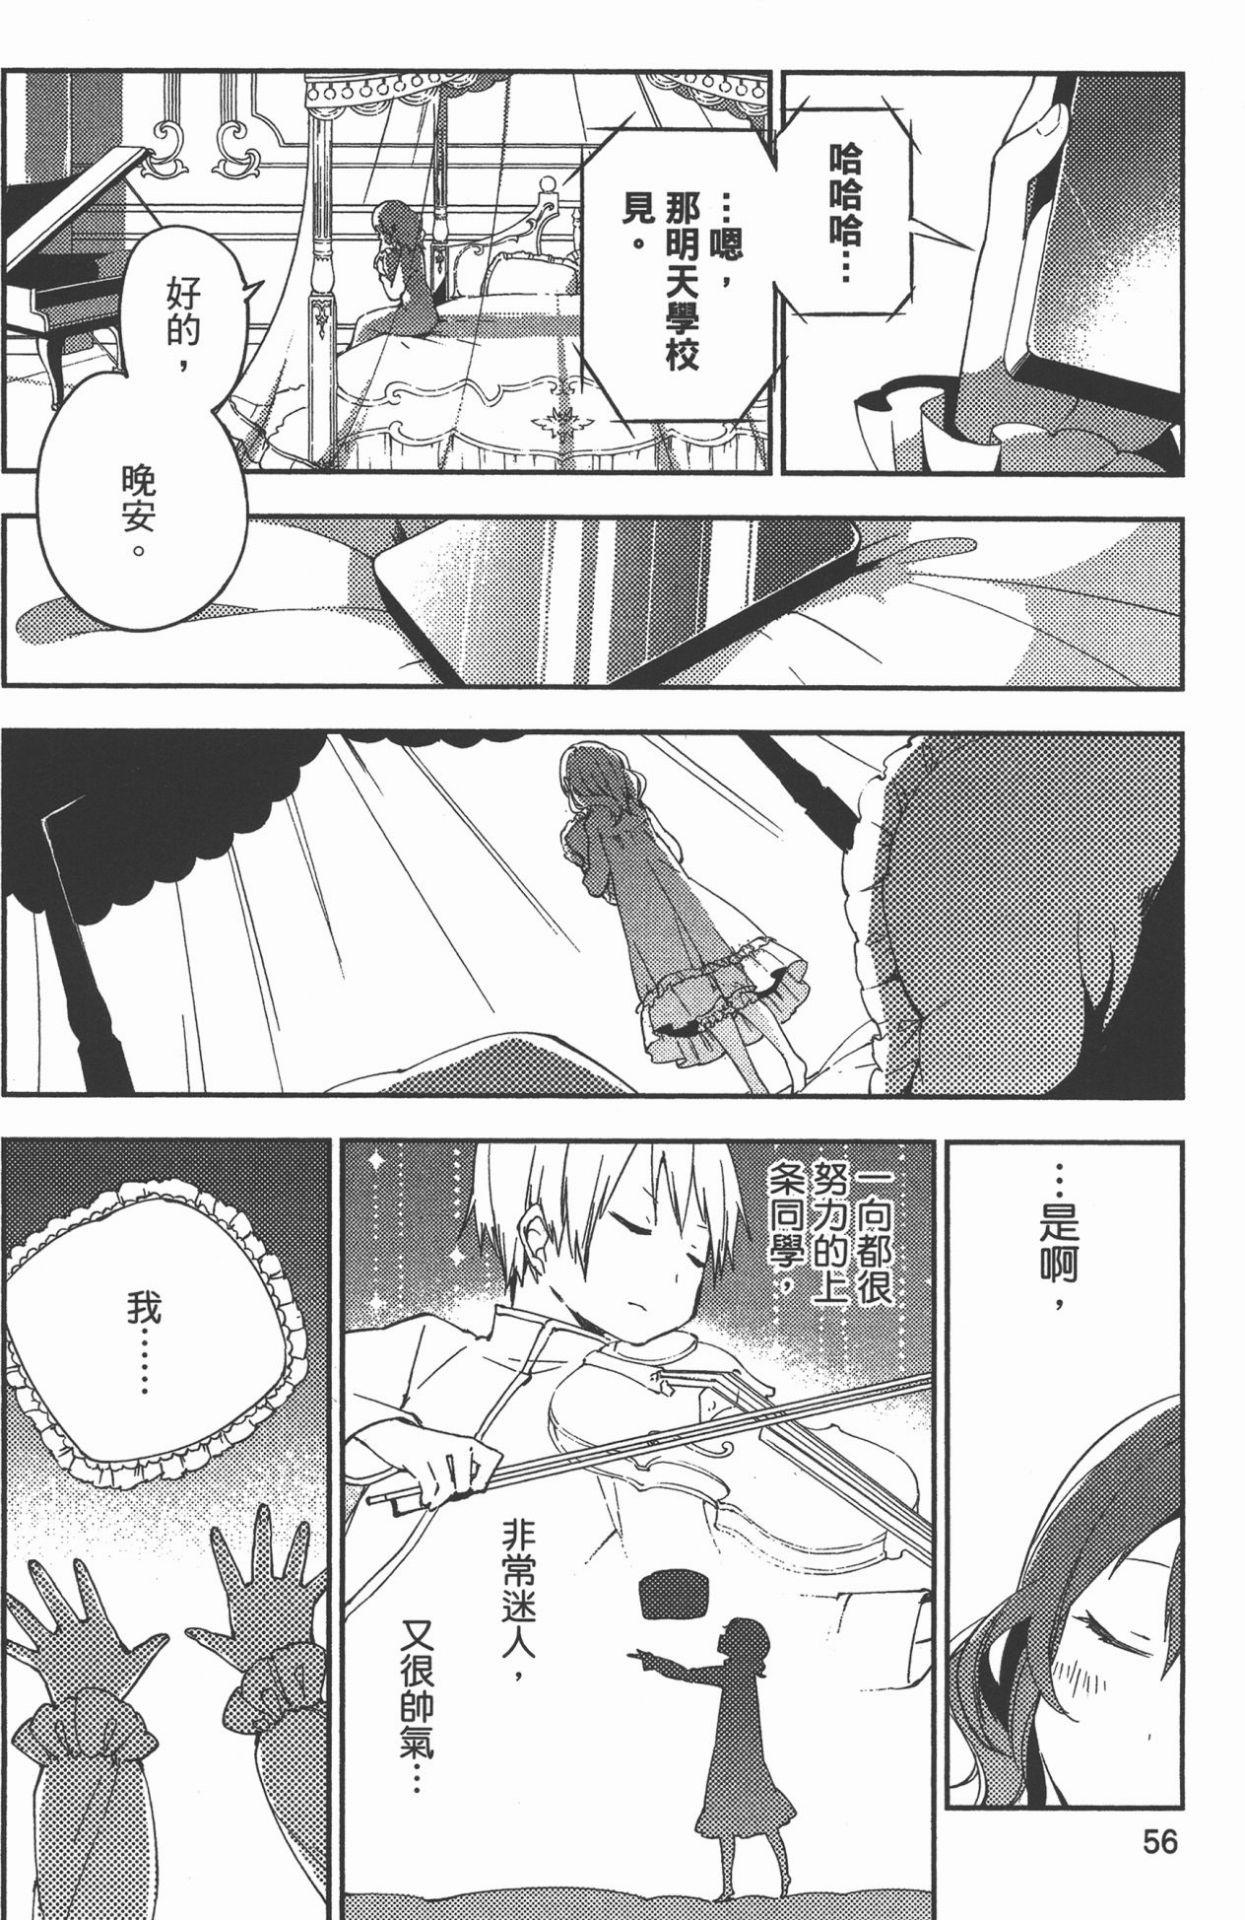 哈哈哈…
…嗯，
那明天學校
見。
好的，
晚安。
…是啊，
一向都很
努力的上
条同學，
非常迷人，
又很帥氣…
我……
56